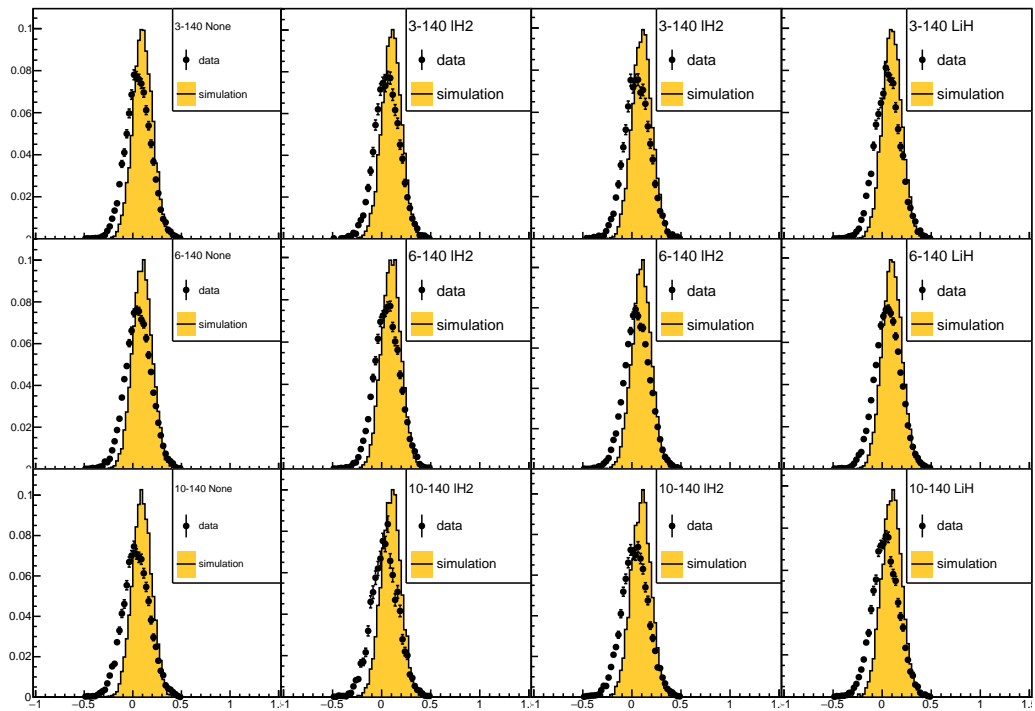 0.1
0.08
0.06
0.04
0.02
0
3-140 None
data
simulation
3-140 lH2
data
simulation
3-140 lH2
data
simulation
3-140 LiH
data
simulation
0.1
0.08
0.06
0.04
0.02
0
6-140 None
data
simulation
6-140 lH2
data
simulation
6-140 lH2
data
simulation
6-140 LiH
data
simulation
0.1
0.08
0.06
0.04
0.02
0
10-140 None
data
simulation
10-140 lH2
data
simulation
10-140 lH2
data
simulation
10-140 LiH
data
simulation
−1 −0.5 0 0.5 1
−1 −0.5 0 0.5 1
−1 −0.5 0 0.5 1
−1 −0.5 0 0.5 1